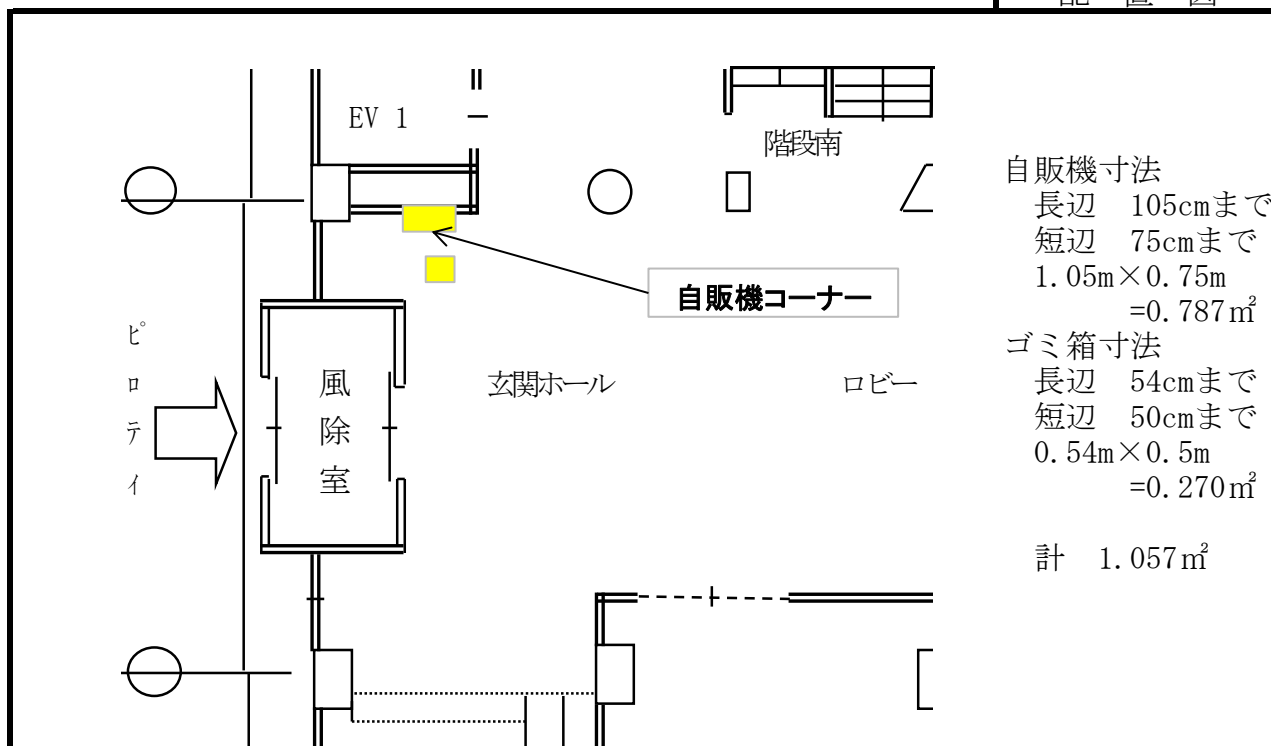 配 置 図
EV 1
階段南
自販機コーナー
ピロテイ
風除室
玄関ホール
ロビー
自販機寸法
長辺 105cmまで
短辺 75cmまで
1.05m×0.75m
=0.787㎡
ゴミ箱寸法
長辺 54cmまで
短辺 50cmまで
0.54m×0.5m
=0.270㎡
計 1.057㎡